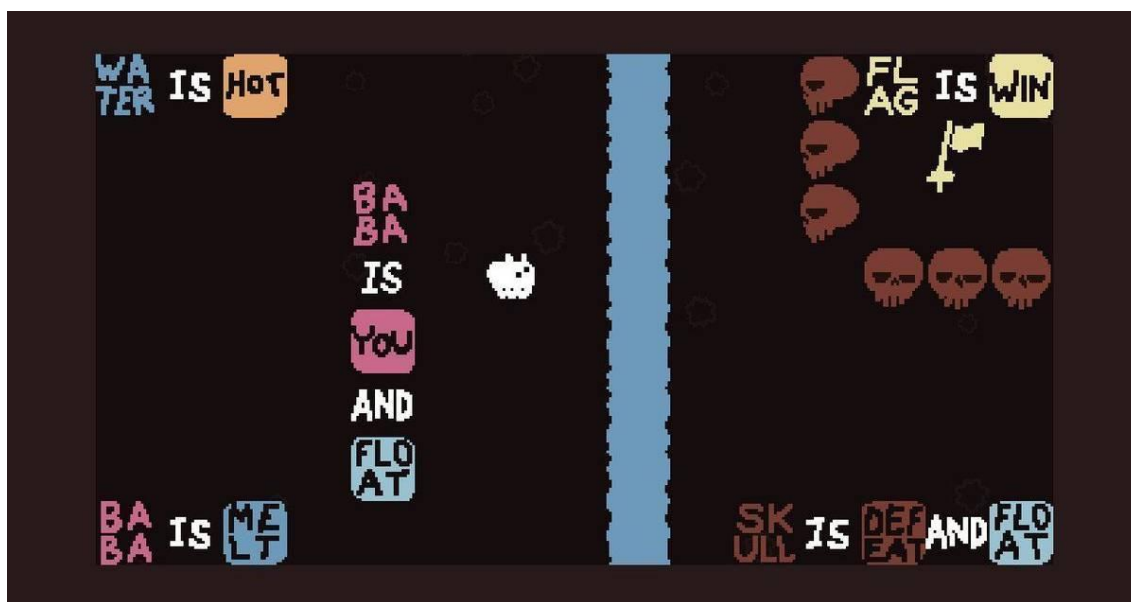 WATER IS HOT
FLAG IS WIN
BABA
IS
YOU
AND
FLOAT
BABA IS MELT
SKULL IS DEFEAT AND FLOAT